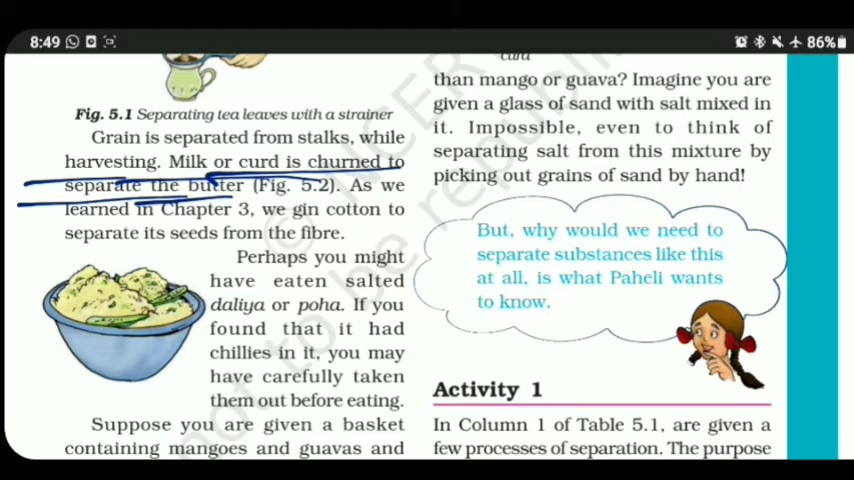 8:49
86%
Fig. 5.1 Separating tea leaves with a strainer
Grain is separated from stalks, while
harvesting. Milk or curd is churned to
separate the butter (Fig. 5.2). As we
learned in Chapter 3, we gin cotton to
separate its seeds from the fibre.
Perhaps you might
have eaten salted
daliya or poha. If you
found that it had
chillies in it, you may
have carefully taken
them out before eating.
Suppose you are given a basket
containing mangoes and guavas and
curd
than mango or guava? Imagine you are
given a glass of sand with salt mixed in
it. Impossible, even to think of
separating salt from this mixture by
picking out grains of sand by hand!
But, why would we need to
separate substances like this
at all, is what Paheli wants
to know.
Activity 1
In Column 1 of Table 5.1, are given a
few processes of separation. The purpose
© NCER
not to be republi